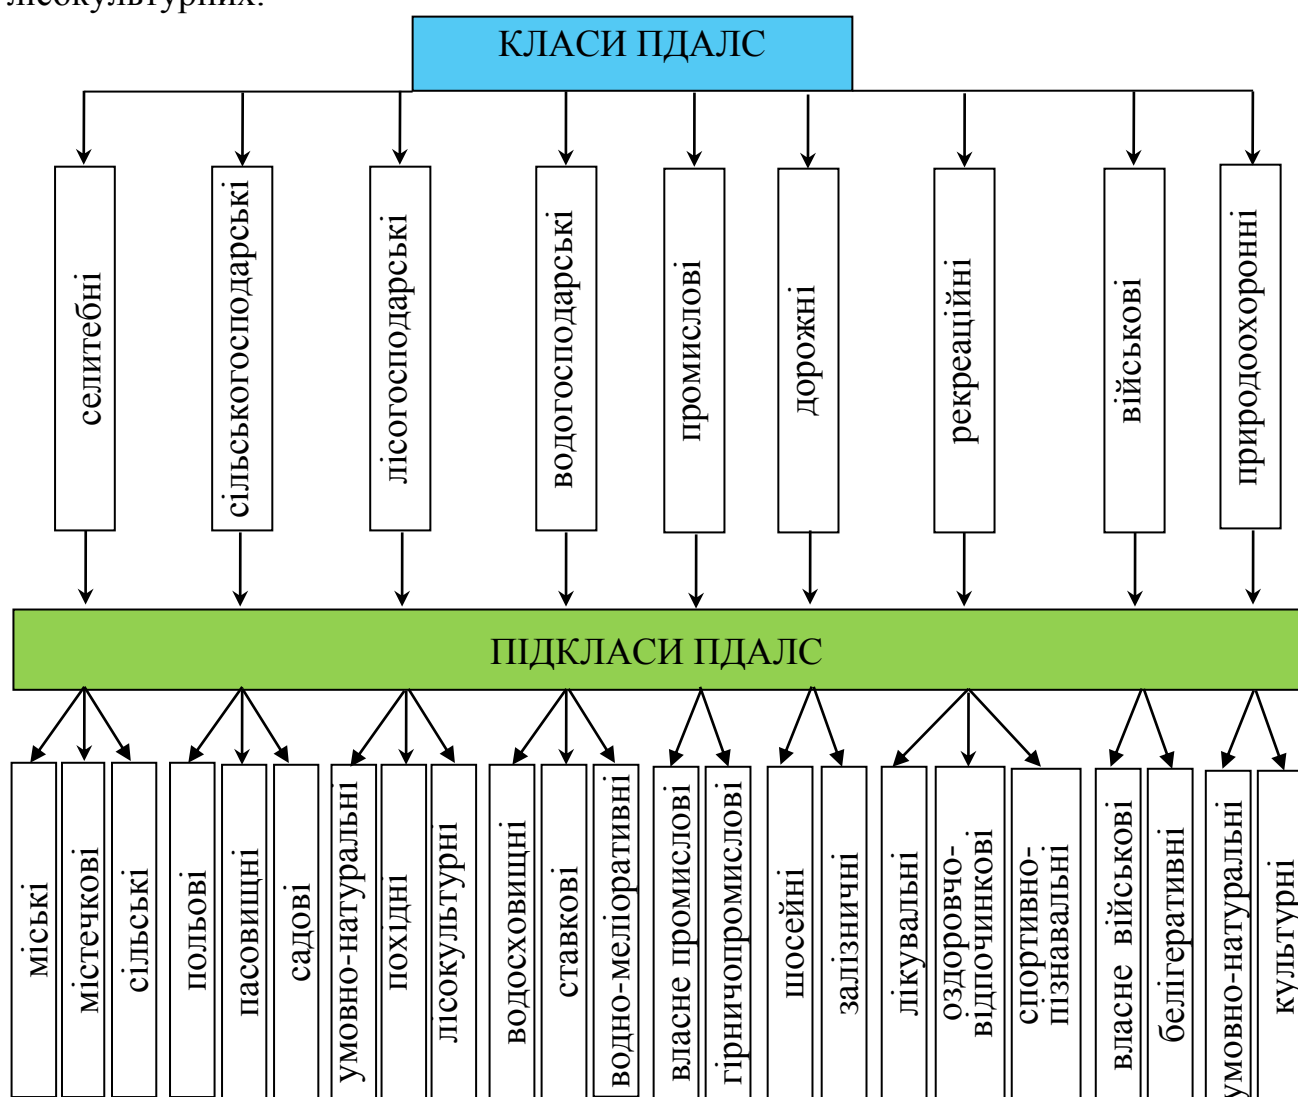 лісокультурних.
КЛАСИ ПДАЛС
селитебні
сільськогосподарські
лісогосподарські
водогосподарські
промислові
дорожні
рекреаційні
військові
природоохоронні
ПІДКЛАСИ ПДАЛС
міські
містечкові
сільські
польові
пасовищні
садові
умовно-натуральні
похідні
лісокультурні
водосховищні
ставкові
водно-меліоративні
власне промислові
гірничопромислові
шосейні
залізничні
лікувальні
оздоровчо-
відпочинкові
спортивно-
пізнавальні
власне військові
белігеративні
умовно-натуральні
культурні